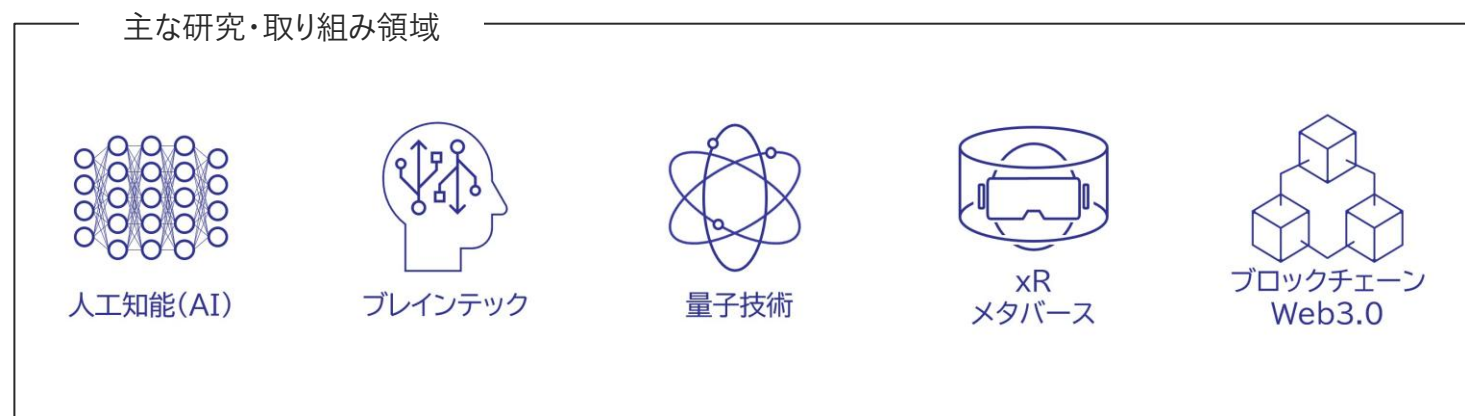 主な研究・取り組み領域
人工知能(AI)
ブレインテック
量子技術
xR
メタバース
ブロックチェーン
Web3.0